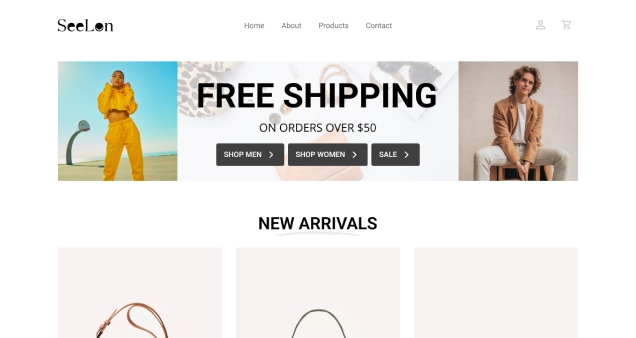 SeeLon
Home About Products Contact
FREE SHIPPING
ON ORDERS OVER $50
SHOP MEN SHOP WOMEN SALE
NEW ARRIVALS